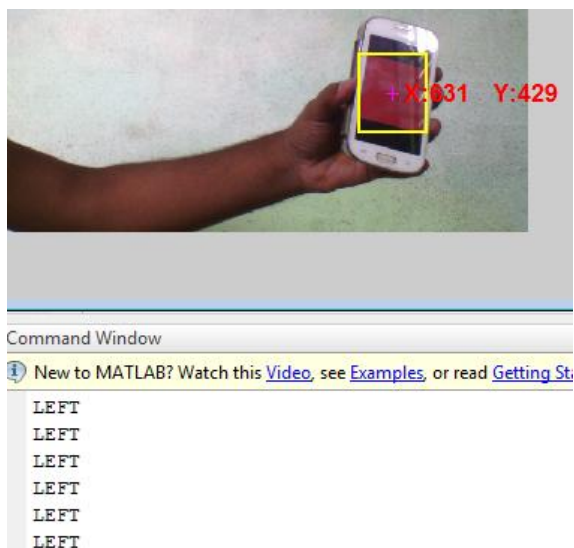 X:631 Y:429
Command Window
New to MATLAB? Watch this Video, see Examples, or read Getting Sta
LEFT
LEFT
LEFT
LEFT
LEFT
LEFT